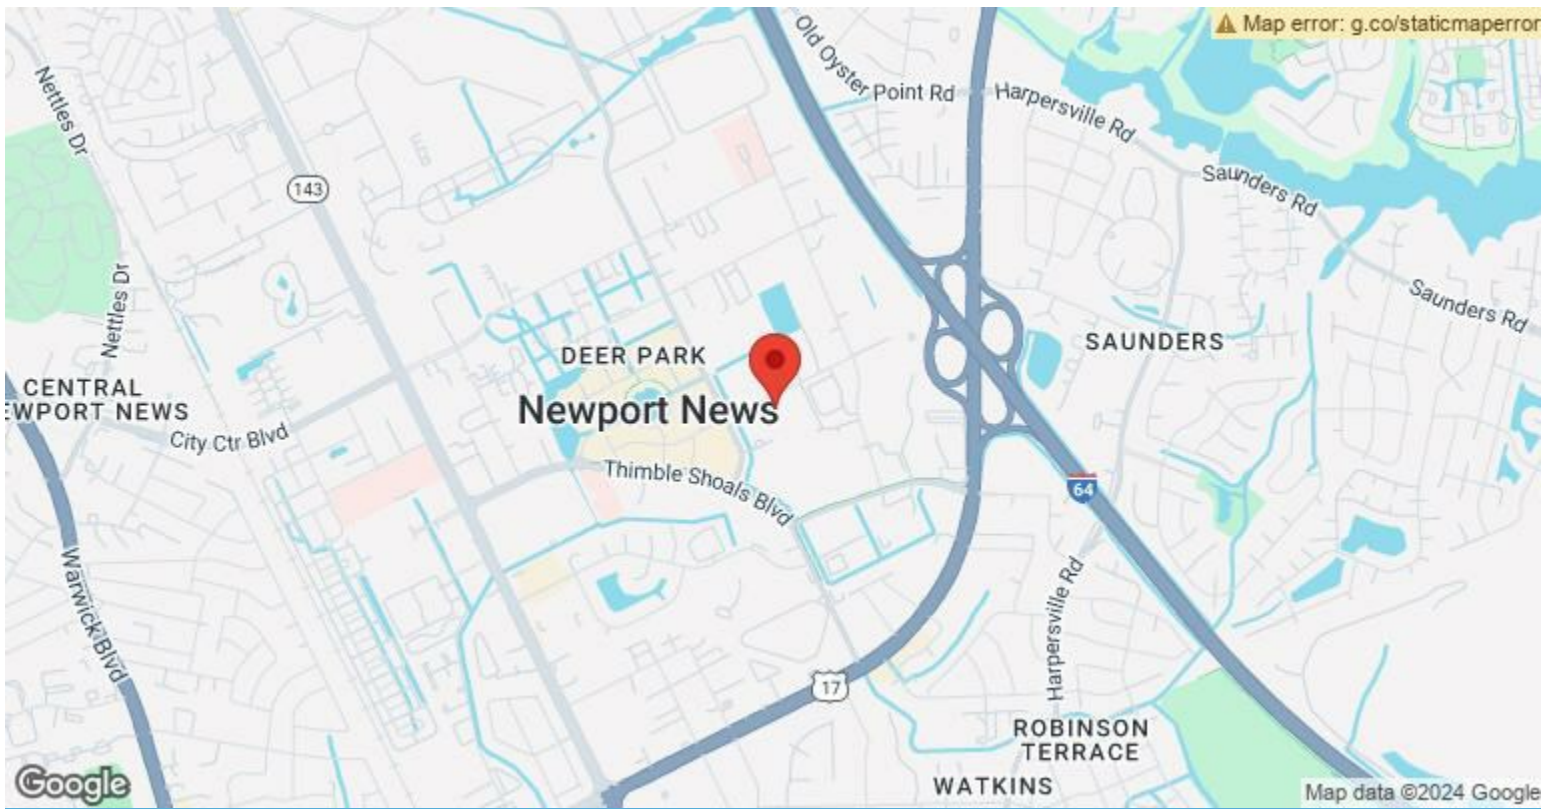 Map error: g.co/staticmaperror
Old Oyster
Point Rd
Harpersville Rd
Nettles Dr
143
Saunders Rd
Nettles Dr
Saunders Rd
SAUNDERS
DEER PARK
CENTRAL
EWPORT NEWS
Newport News
City Ctr Blvd
Thimble Shoals Blvd
64
Warwick Blvd
Harpersville Rd
17
ROBINSON
TERRACE
WATKINS
Google
Map data ©2024 Google